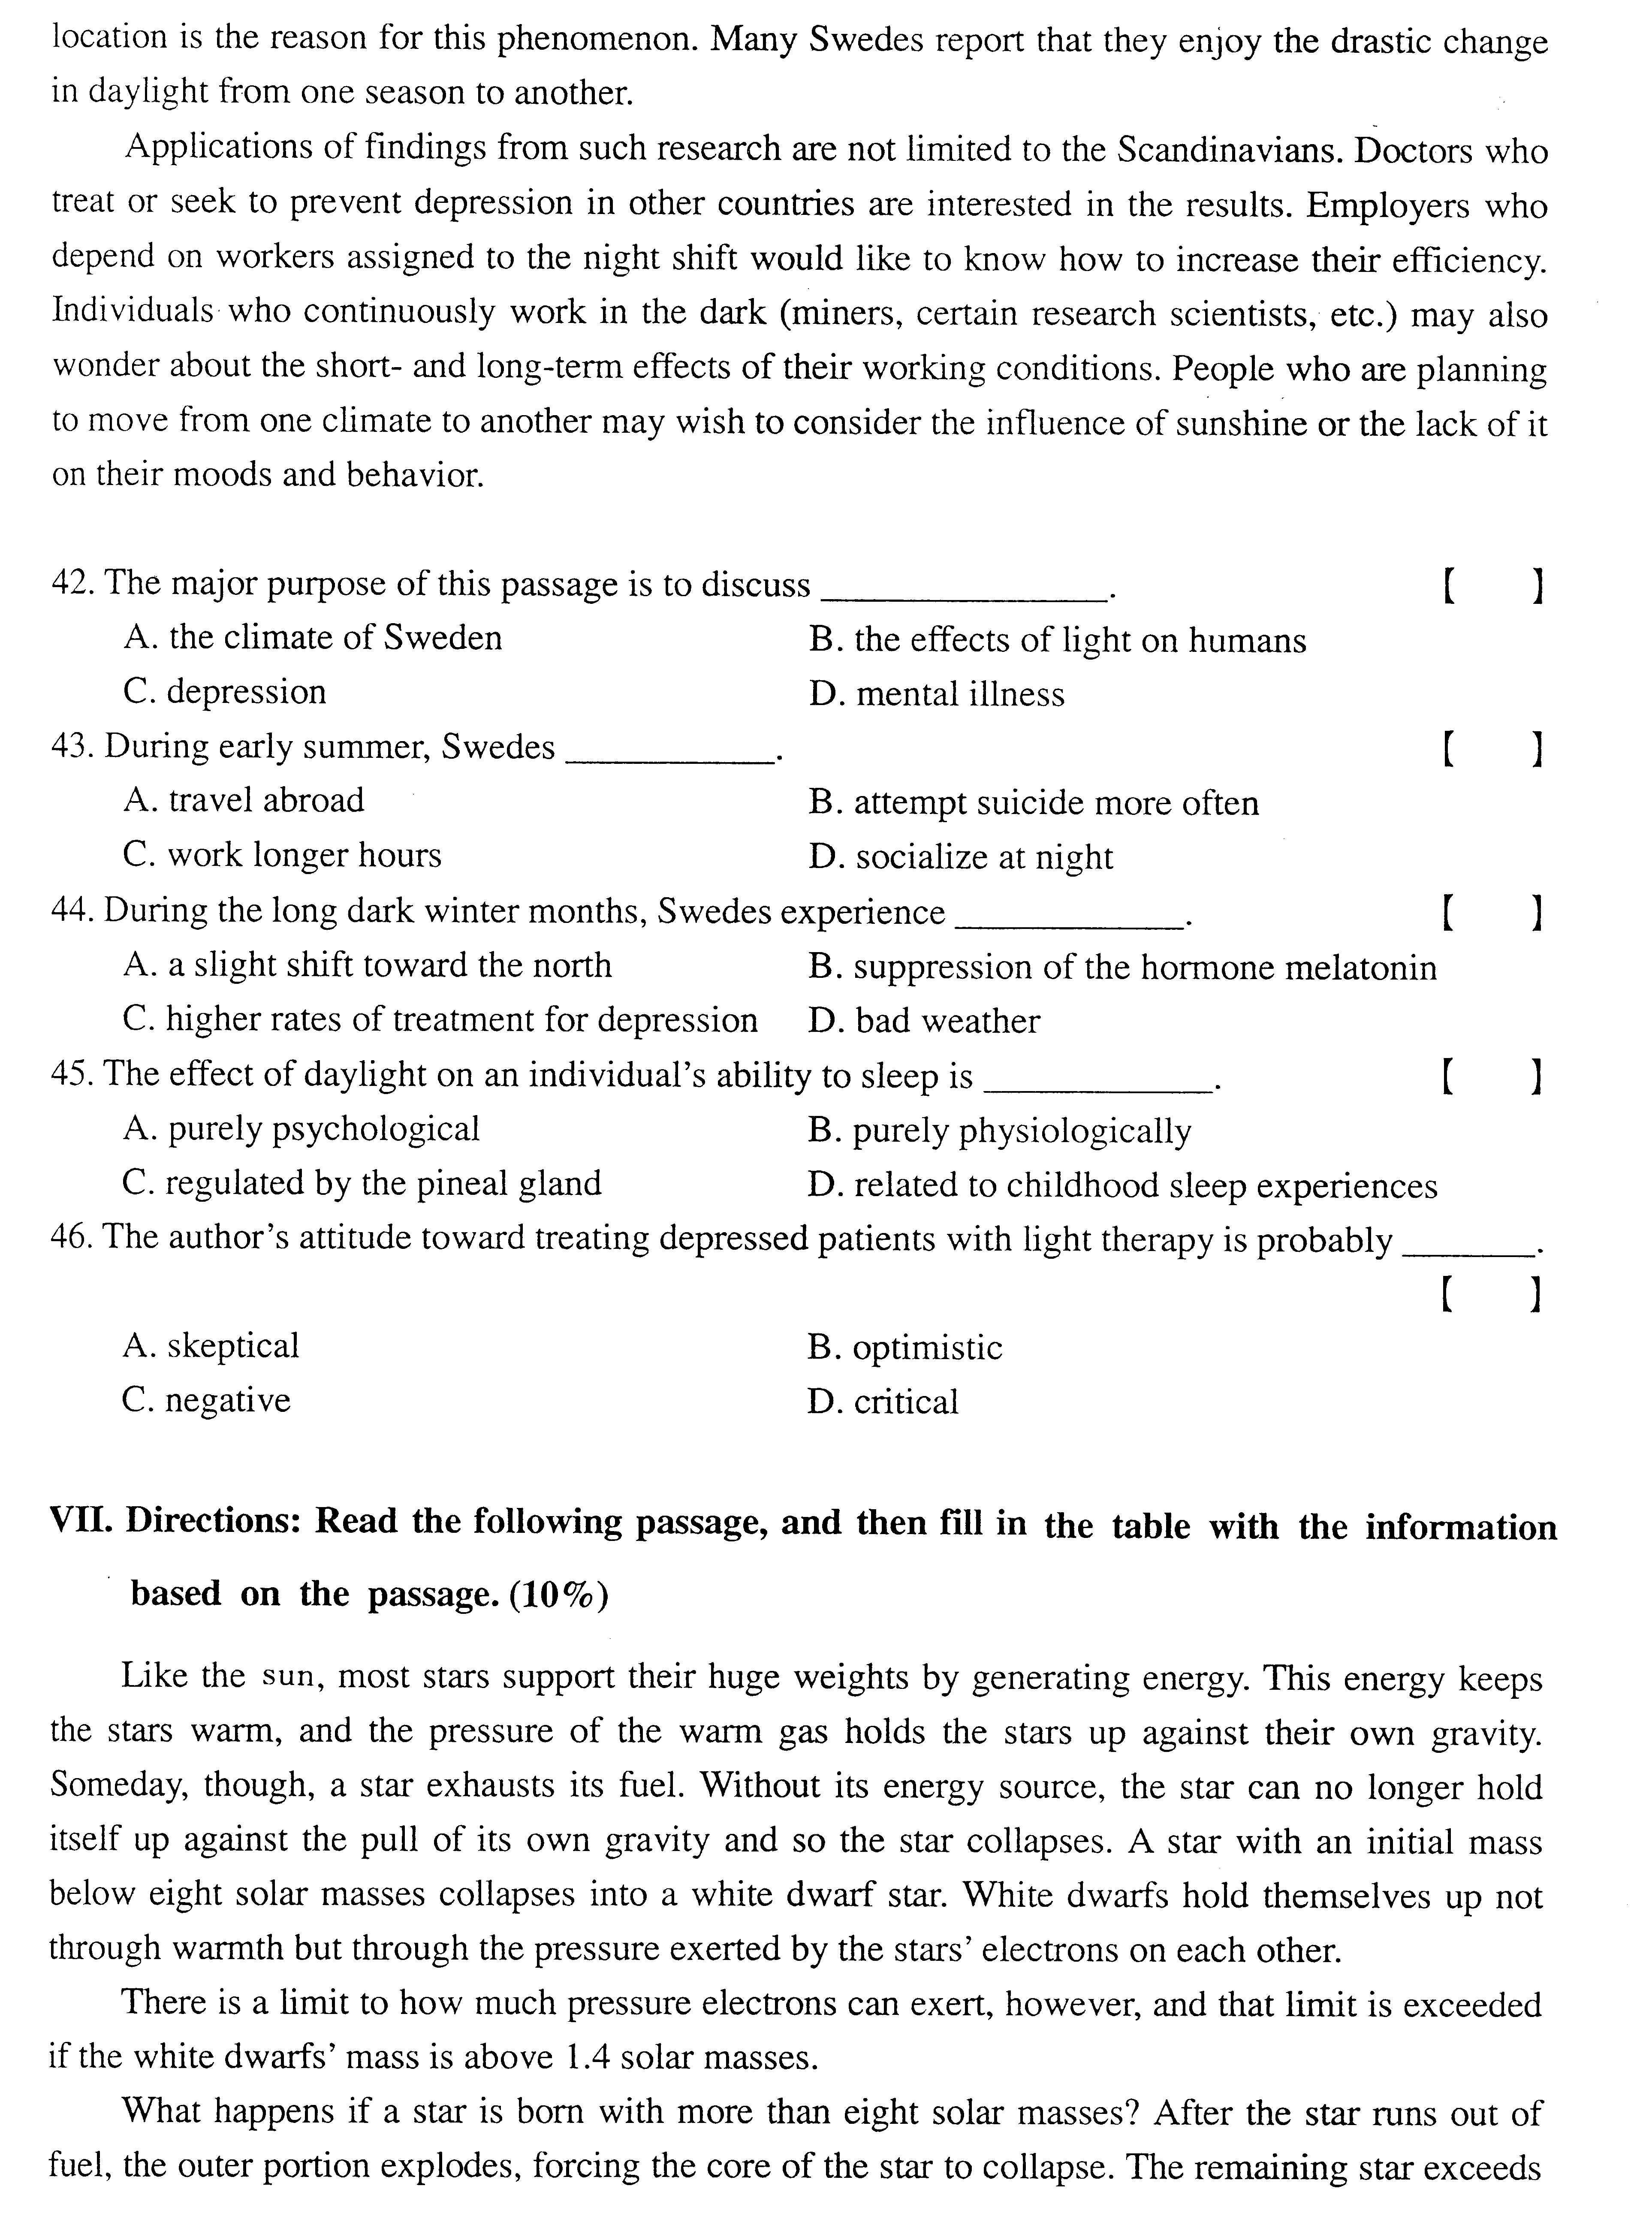 location is the reason for this phenomenon. Many Swedes report that they enjoy the drastic change
in daylight from one season to another.
Applications of findings from such research are not limited to the Scandinavians. Doctors who
treat or seek to prevent depression in other countries are interested in the results. Employers who
depend on workers assigned to the night shift would like to know how to increase their efficiency.
Individuals who continuously work in the dark (miners, certain research scientists, etc.) may also
wonder about the short- and long-term effects of their working conditions. People who are planning
to move from one climate to another may wish to consider the influence of sunshine or the lack of it
on their moods and behavior.
42. The major purpose of this passage is to discuss ______________. 【 】
A. the climate of Sweden B. the effects of light on humans
C. depression D. mental illness
43. During early summer, Swedes __________. 【 】
A. travel abroad B. attempt suicide more often
C. work longer hours D. socialize at night
44. During the long dark winter months, Swedes experience ___________. 【 】
A. a slight shift toward the north B. suppression of the hormone melatonin
C. higher rates of treatment for depression D. bad weather
45. The effect of daylight on an individual's ability to sleep is ___________. 【 】
A. purely psychological B. purely physiologically
C. regulated by the pineal gland D. related to childhood sleep experiences
46. The author's attitude toward treating depressed patients with light therapy is probably ______.
【 】
A. skeptical B. optimistic
C. negative D. critical
VII. Directions: Read the following passage, and then fill in the table with the information
based on the passage. (10%)
Like the sun, most stars support their huge weights by generating energy. This energy keeps
the stars warm, and the pressure of the warm gas holds the stars up against their own gravity.
Someday, though, a star exhausts its fuel. Without its energy source, the star can no longer hold
itself up against the pull of its own gravity and so the star collapses. A star with an initial mass
below eight solar masses collapses into a white dwarf star. White dwarfs hold themselves up not
through warmth but through the pressure exerted by the stars' electrons on each other.
There is a limit to how much pressure electrons can exert, however, and that limit is exceeded
if the white dwarfs' mass is above 1.4 solar masses.
What happens if a star is born with more than eight solar masses? After the star runs out of
fuel, the outer portion explodes, forcing the core of the star to collapse. The remaining star exceeds